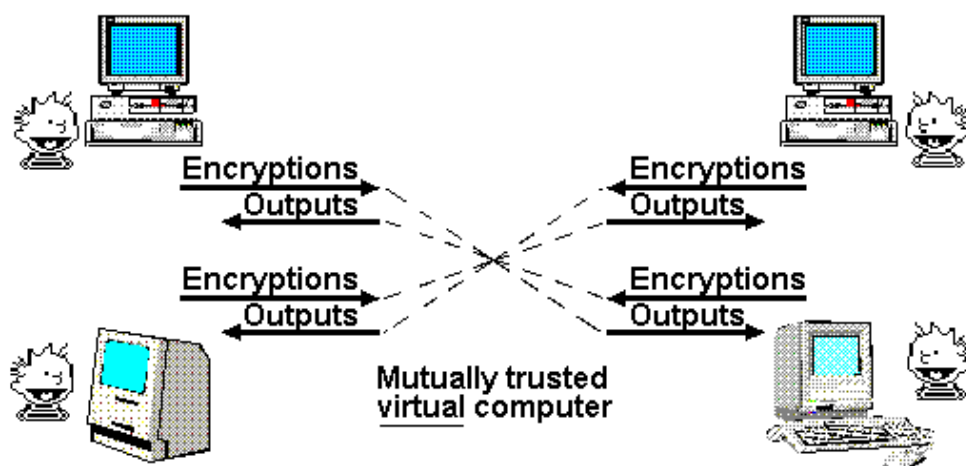 Encryptions
Outputs
Encryptions
Outputs
Encryptions
Outputs
Encryptions
Outputs
Mutually trusted
virtual computer